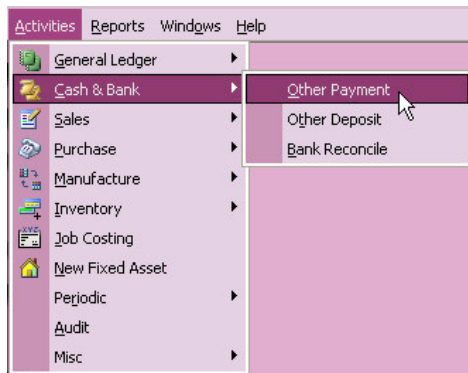 Activities Reports Windows Help
General Ledger
Cash & Bank
Other Payment
Sales
Other Deposit
Purchase
Bank Reconcile
Manufacture
Inventory
Job Costing
New Fixed Asset
Periodic
Audit
Misc